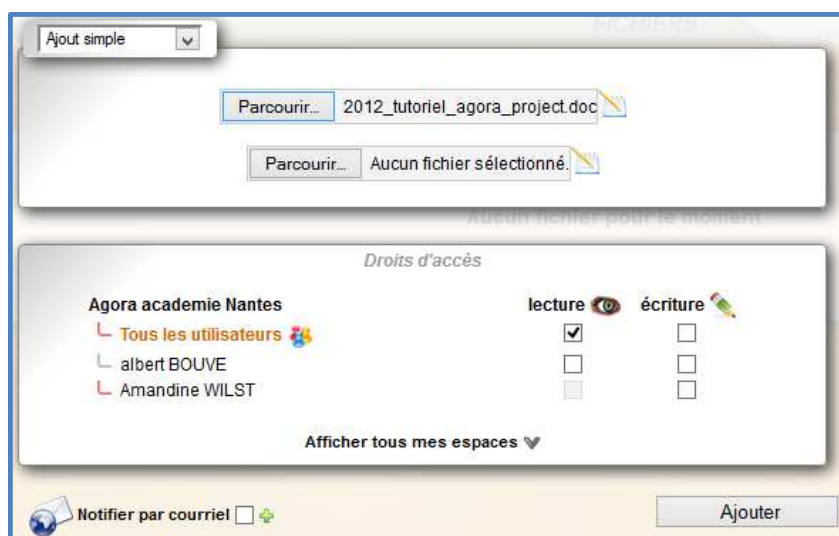 FICHIERS
Ajout simple
Parcourir... 2012_tutoriel_agora_project.doc
Parcourir... Aucun fichier sélectionné.
Aucun fichier pour le moment
Droits d'accès
Agora academie Nantes lecture écriture
Tous les utilisateurs
albert BOUVE
Amandine WILST
Afficher tous mes espaces
Notifier par courriel Ajouter